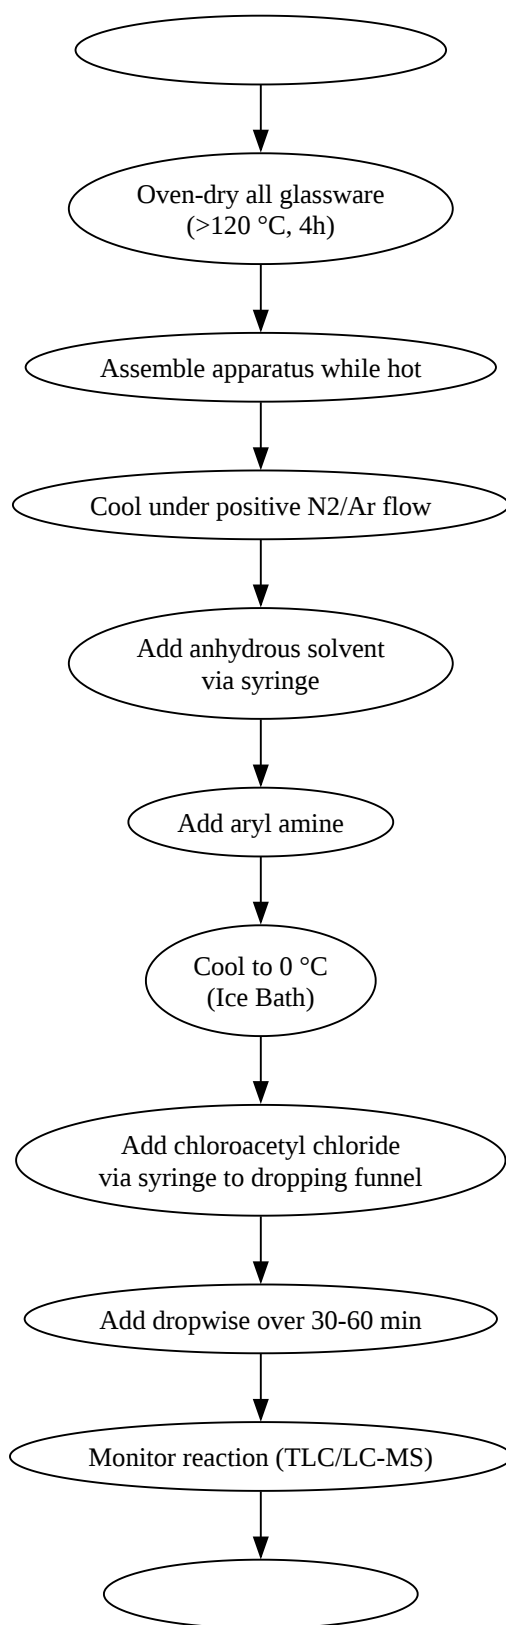 Oven-dry all glassware
(>120 °C, 4h)
Assemble apparatus while hot
Cool under positive N2/Ar flow
Add anhydrous solvent
via syringe
Add aryl amine
Cool to 0 °C
(Ice Bath)
Add chloroacetyl chloride
via syringe to dropping funnel
Add dropwise over 30-60 min
Monitor reaction (TLC/LC-MS)